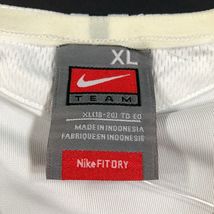 XL
TEAM
XL(18-20) TG EG
MADE IN INDONESIA
FABRIQUE EN INDONESIE
Nike FIT DRY